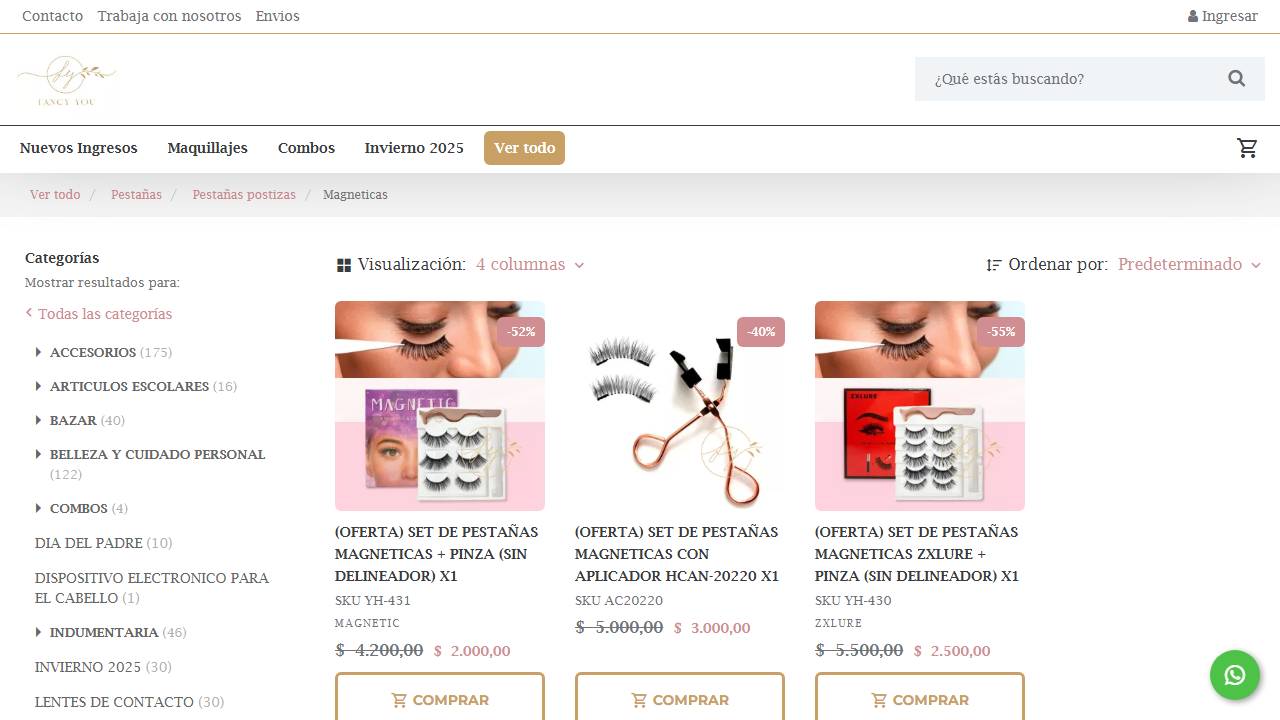 Contacto Trabaja con nosotros Envios Ingresar
FANCY YOU
¿Qué estás buscando?
Nuevos Ingresos Maquillajes Combos Invierno 2025 Ver todo
Ver todo / Pestañas / Pestañas postizas / Magneticas
Categorías
Mostrar resultados para:
Todas las categorías
ACCESORIOS (175)
ARTICULOS ESCOLARES (16)
BAZAR (40)
BELLEZA Y CUIDADO PERSONAL
(122)
COMBOS (4)
DIA DEL PADRE (10)
DISPOSITIVO ELECTRONICO PARA
EL CABELLO (1)
INDUMENTARIA (46)
INVIERNO 2025 (30)
LENTES DE CONTACTO (30)
Visualización: 4 columnas
Ordenar por: Predeterminado
-52%
MAGNETIC
(OFERTA) SET DE PESTAÑAS
MAGNETICAS + PINZA (SIN
DELINEADOR) X1
SKU YH-431
MAGNETIC
$ 4.200,00 $ 2.000,00
COMPRAR
-40%
(OFERTA) SET DE PESTAÑAS
MAGNETICAS CON
APLICADOR HCAN-20220 X1
SKU AC20220
$ 5.000,00 $ 3.000,00
COMPRAR
-55%
ZXLURE
(OFERTA) SET DE PESTAÑAS
MAGNETICAS ZXLURE +
PINZA (SIN DELINEADOR) X1
SKU YH-430
ZXLURE
$ 5.500,00 $ 2.500,00
COMPRAR